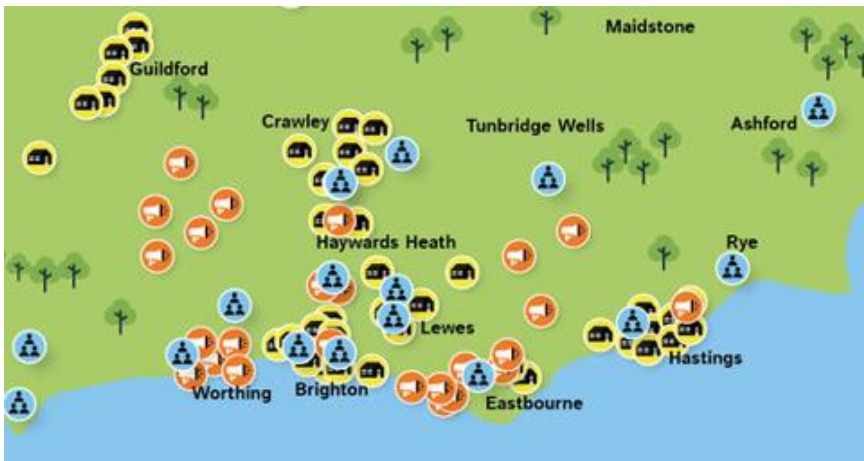 Maidstone
Guildford
Crawley
Tunbridge Wells
Ashford
Haywards Heath
Rye
Lewes
Hastings
Worthing
Brighton
Eastbourne